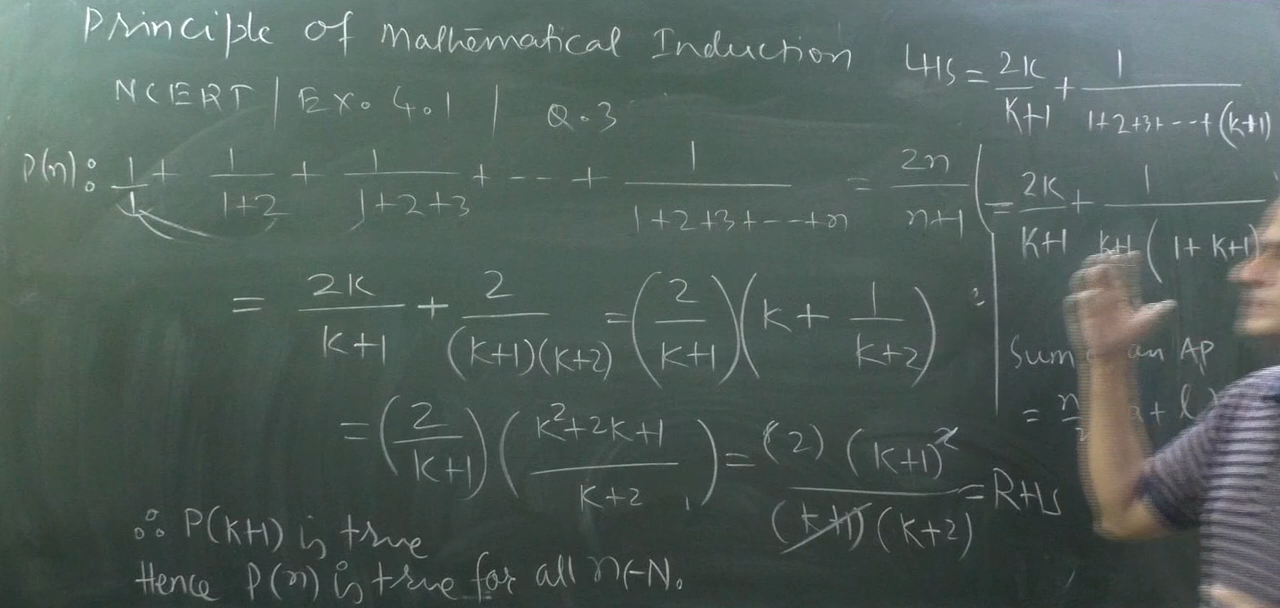 Principle of Mathematical Induction
NCERT | Ex. 4.1 | Q.3
P(n): 1/1 + 1/(1+2) + 1/(1+2+3) + --- + 1/(1+2+3+---+n) = 2n/(n+1)
= 2K/(K+1) + 2/((K+1)(K+2)) = (2/(K+1))(K + 1/(K+2))
= (2/(K+1))((K²+2K+1)/(K+2)) = (2)(K+1)²/((K+1)(K+2)) = RHS
∴ P(K+1) is true
Hence P(n) is true for all n∈N.
LHS = 2K/(K+1) + 1/(1+2+3+---+(K+1))
= 2K/(K+1) + 1/(K+1 (1+K+1)
Sum an AP